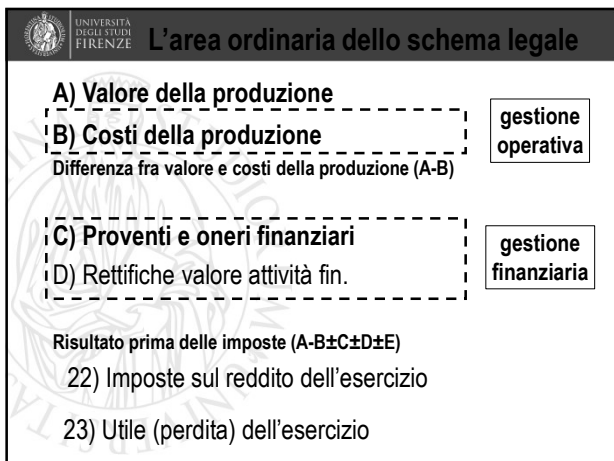 UNIVERSITÀ
DEGLI STUDI
FIRENZE
L'area ordinaria dello schema legale
A) Valore della produzione
B) Costi della produzione
Differenza fra valore e costi della produzione (A-B)
gestione
operativa
C) Proventi e oneri finanziari
D) Rettifiche valore attività fin.
gestione
finanziaria
Risultato prima delle imposte (A-B±C±D±E)
22) Imposte sul reddito dell'esercizio
23) Utile (perdita) dell'esercizio